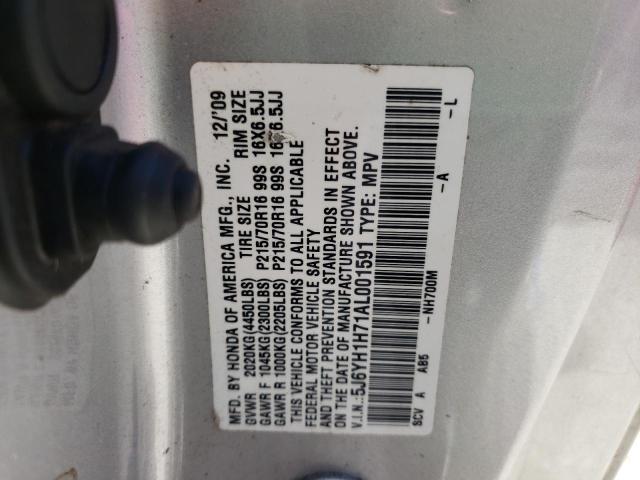 MFD. BY HONDA OF AMERICA MFG., INC. 12/'09
TIRE SIZE RIM SIZE
GVWR 2020KG(4450LBS)
GAWR F 1045KG(2300LBS) P215/70R16 99S 16X6.5JJ
GAWR R 1000KG(2205LBS) P215/70R16 99S 16X6.5JJ
THIS VEHICLE CONFORMS TO ALL APPLICABLE
FEDERAL MOTOR VEHICLE SAFETY
AND THEFT PREVENTION STANDARDS IN EFFECT
ON THE DATE OF MANUFACTURE SHOWN ABOVE.
V.I.N.:5J6YH1H71AL001591 TYPE: MPV
-NH700M -A -L
SCV A A85